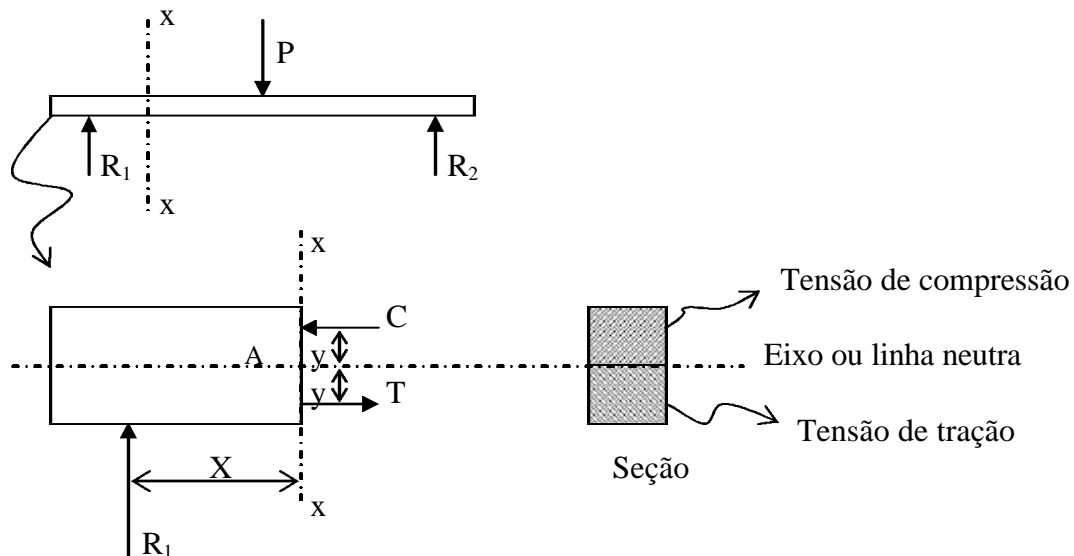 x
P
R₁
R₂
x
x
Tensão de compressão
C
A
y
Eixo ou linha neutra
y
T
Tensão de tração
Seção
X
x
R₁